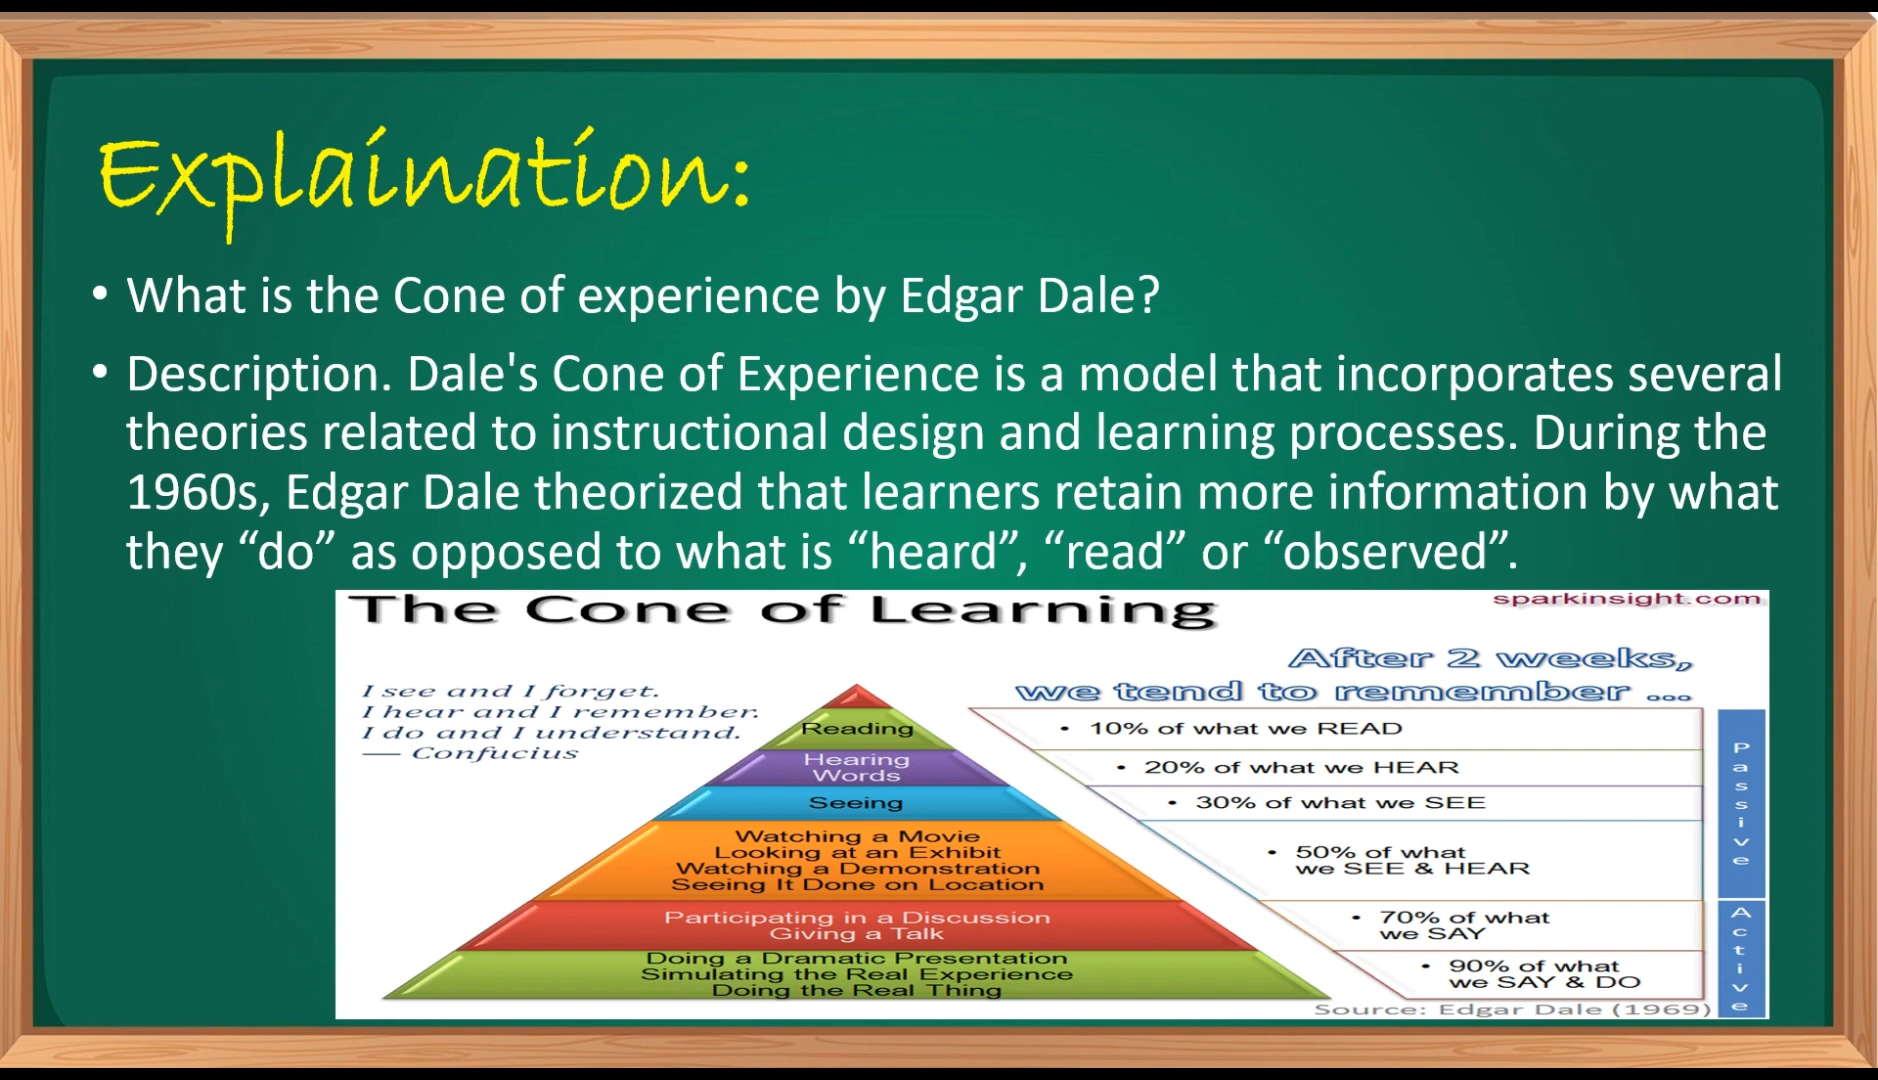 Explaination:
• What is the Cone of experience by Edgar Dale?
• Description. Dale's Cone of Experience is a model that incorporates several
theories related to instructional design and learning processes. During the
1960s, Edgar Dale theorized that learners retain more information by what
they “do” as opposed to what is “heard”, “read” or “observed”.
The Cone of Learning
sparkinsight.com
I see and I forget.
I hear and I remember.
I do and I understand.
— Confucius
After 2 weeks,
we tend to remember ...
Reading
Hearing
Words
Seeing
Watching a Movie
Looking at an Exhibit
Watching a Demonstration
Seeing It Done on Location
Participating in a Discussion
Giving a Talk
Doing a Dramatic Presentation
Simulating the Real Experience
Doing the Real Thing
• 10% of what we READ
• 20% of what we HEAR
• 30% of what we SEE
• 50% of what
we SEE & HEAR
• 70% of what
we SAY
• 90% of what
we SAY & DO
Passive
Active
Source: Edgar Dale (1969)